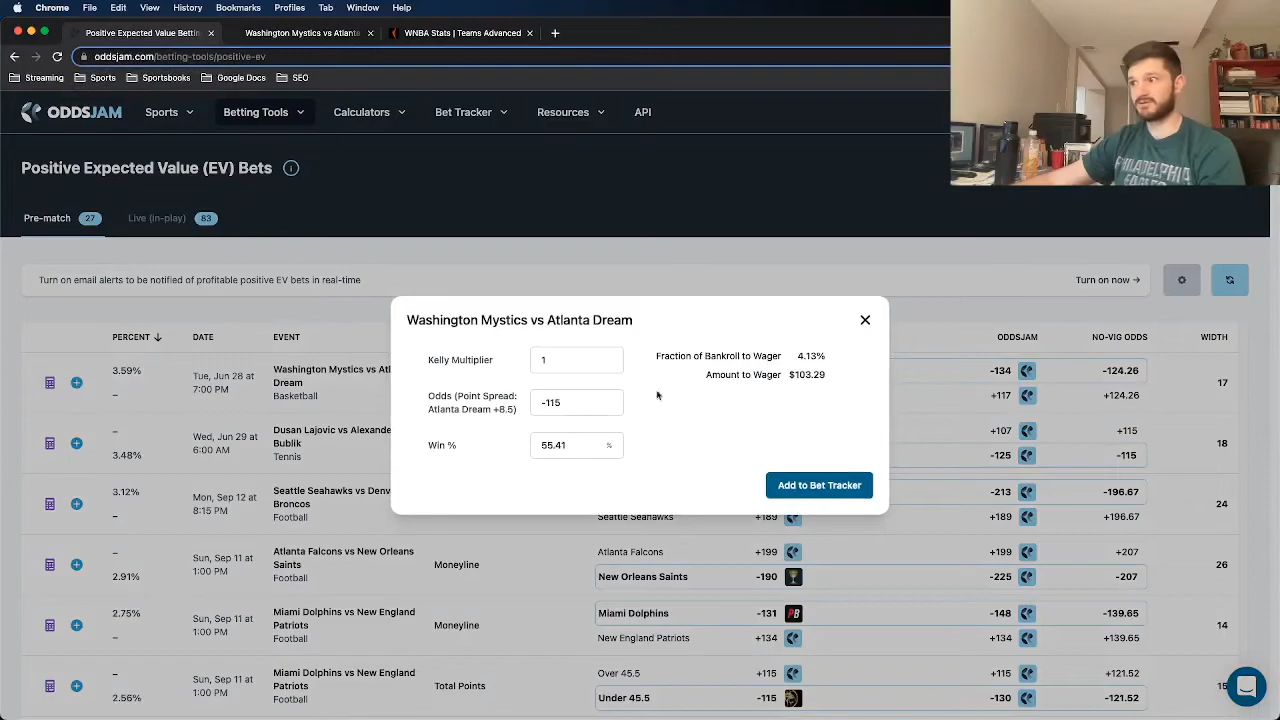 Chrome File Edit View History Bookmarks Profiles Tab Window Help
Positive Expected Value Bettin × Washington Mystics vs Atlanta × WNBA Stats | Teams Advanced × +
oddsjam.com/betting-tools/positive-ev
Streaming Sports Sportsbooks Google Docs SEO
ODDSJAM Sports Betting Tools Calculators Bet Tracker Resources API
PHILADELPHIA
EAGLES
Positive Expected Value (EV) Bets
Pre-match 27 Live (in-play) 83
Turn on email alerts to be notified of profitable positive EV bets in real-time Turn on now →
PERCENT ↓ DATE EVENT ODDSJAM NO-VIG ODDS WIDTH
Washington Mystics vs Atlanta Dream
Kelly Multiplier 1
Odds (Point Spread:
Atlanta Dream +8.5) -115
Win % 55.41 %
Fraction of Bankroll to Wager 4.13%
Amount to Wager $103.29
Add to Bet Tracker
3.59%
–
Tue, Jun 28 at
7:00 PM
Washington Mystics vs Atl
Dream
Basketball
-134 -124.26
+117 +124.26
17
–
3.48%
Wed, Jun 29 at
6:00 AM
Dusan Lajovic vs Alexande
Bublik
Tennis
+107 +115
-125 -115
18
3.12%
–
Mon, Sep 12 at
8:15 PM
Seattle Seahawks vs Denv
Broncos
Football
Seattle Seahawks +189
-213 -196.67
+189 +196.67
24
–
2.91%
Sun, Sep 11 at
1:00 PM
Atlanta Falcons vs New Orleans
Saints
Football
Moneyline
Atlanta Falcons +199 +199 +207
New Orleans Saints -190 -225 -207
26
2.75%
–
Sun, Sep 11 at
1:00 PM
Miami Dolphins vs New England
Patriots
Football
Moneyline
Miami Dolphins -131 PB -148 -139.65
New England Patriots +134 +134 +139.65
14
–
2.56%
Sun, Sep 11 at
1:00 PM
Miami Dolphins vs New England
Patriots
Football
Total Points
Over 45.5 +115 +115 +121.52
Under 45.5 -115 -130 -121.52